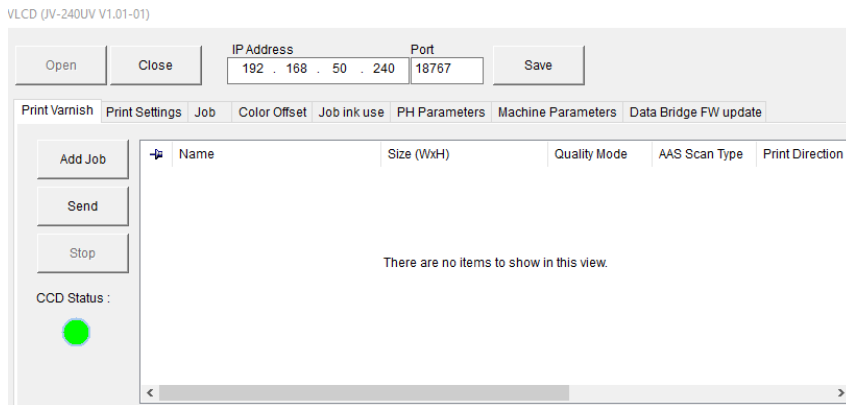 VLCD (JV-240UV V1.01-01)
IP Address Port
Open Close 192 . 168 . 50 . 240 18767 Save
Print Varnish Print Settings Job Color Offset Job ink use PH Parameters Machine Parameters Data Bridge FW update
Add Job Name Size (WxH) Quality Mode AAS Scan Type Print Direction
Send
Stop
There are no items to show in this view.
CCD Status :